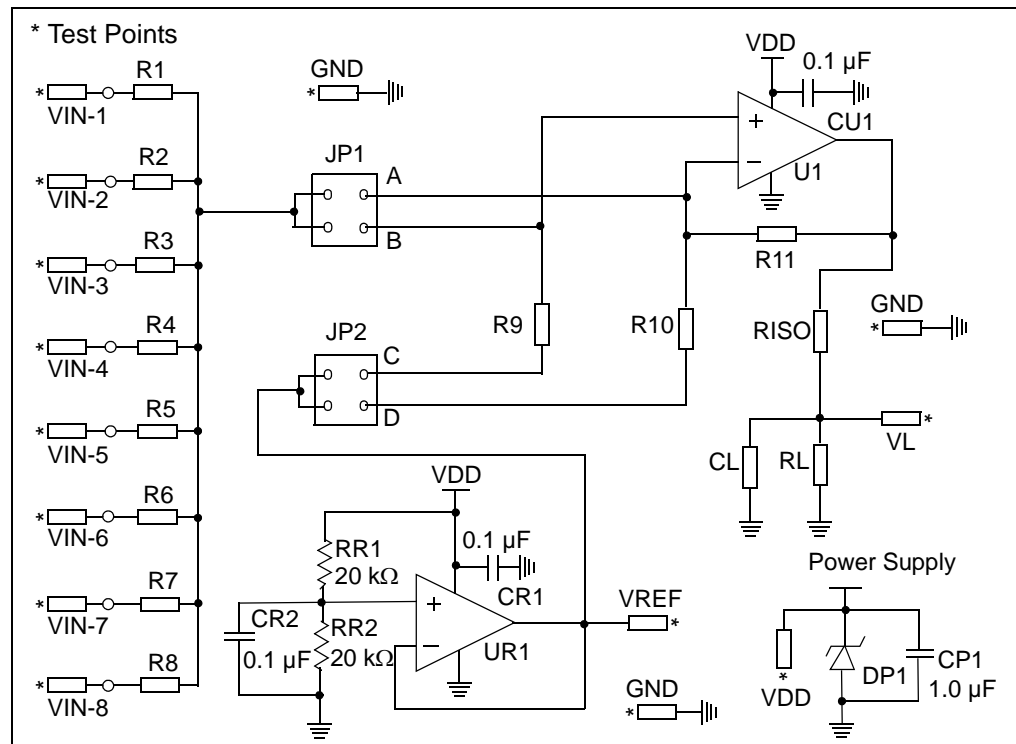 * Test Points
R1
* VIN-1
R2
* VIN-2
R3
* VIN-3
R4
* VIN-4
R5
* VIN-5
R6
* VIN-6
R7
* VIN-7
R8
* VIN-8
GND
*
JP1
A
B
JP2
C
D
R9
R10
R11
VDD
0.1 µF
CU1
+
−
U1
RISO
GND
*
VL *
CL
RL
VDD
0.1 µF
CR1
RR1
20 kΩ
CR2
0.1 µF
RR2
20 kΩ
+
−
UR1
VREF
*
GND
*
Power Supply
*
VDD
DP1
CP1
1.0 µF